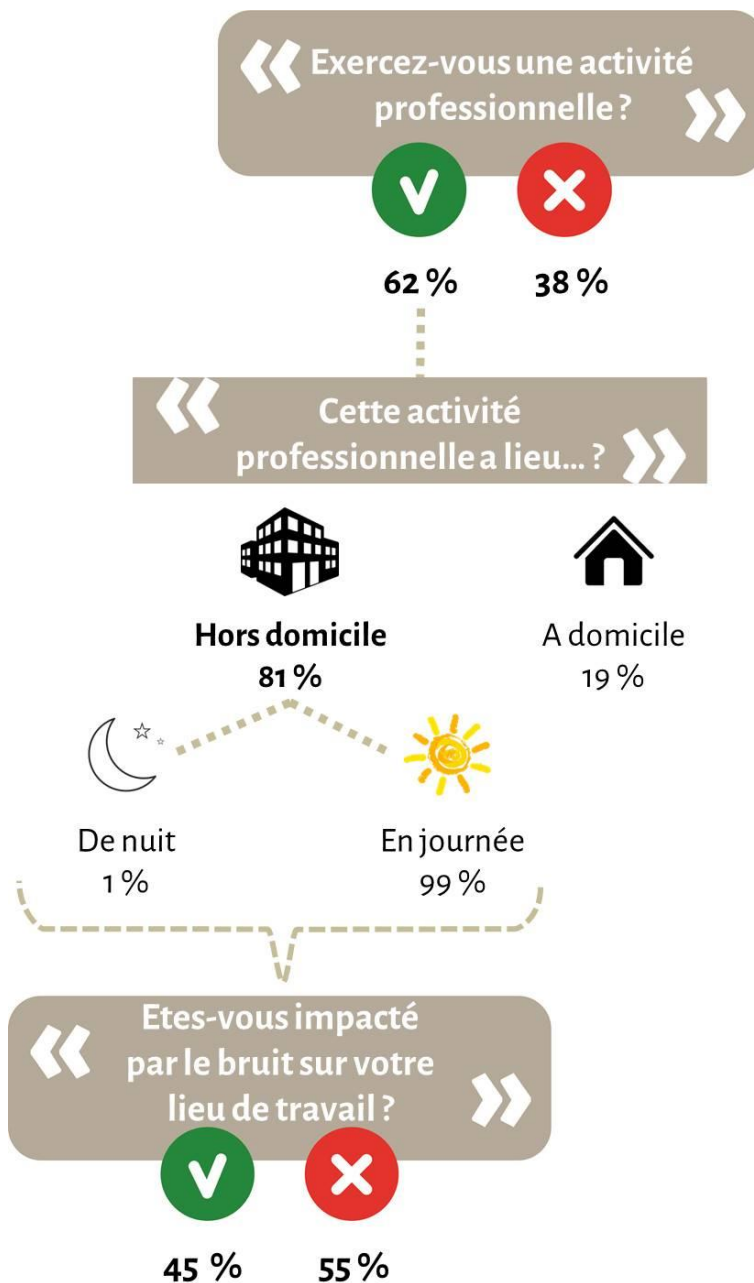 « Exercez-vous une activité
professionnelle ? »
62 % 38 %
« Cette activité
professionnelle a lieu... ? »
Hors domicile A domicile
81 % 19 %
De nuit En journée
1 % 99 %
« Etes-vous impacté
par le bruit sur votre
lieu de travail ? »
45 % 55 %